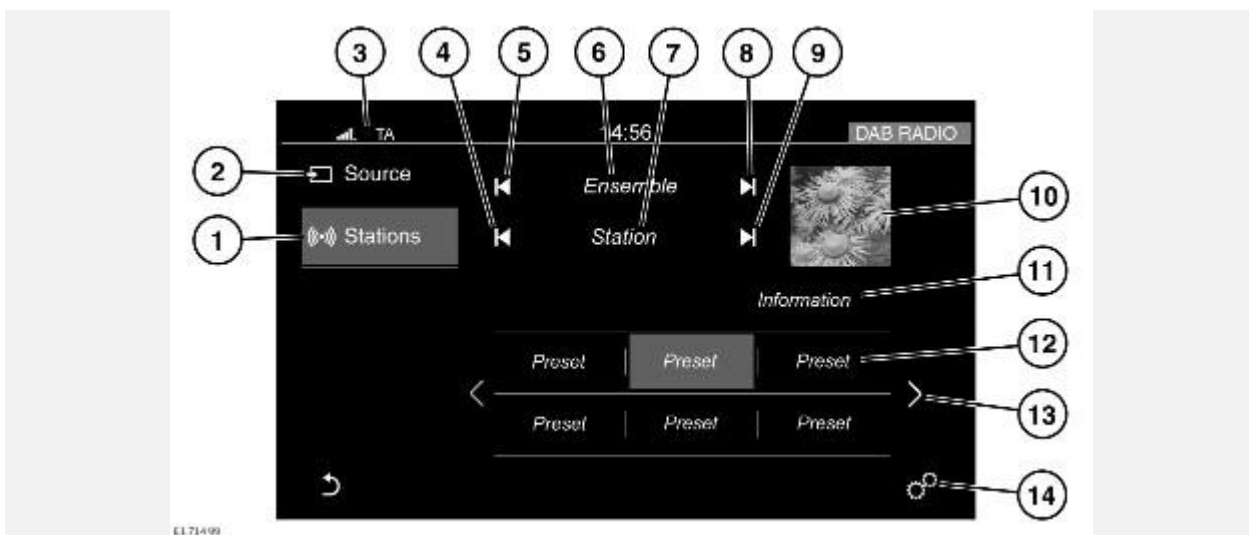 3 4 5 6 7 8 9
TA 14:56 DAB RADIO
2 Source Ensemble
10
1 Stations Station
11
Information
Preset Preset Preset 12
13
Preset Preset Preset
14